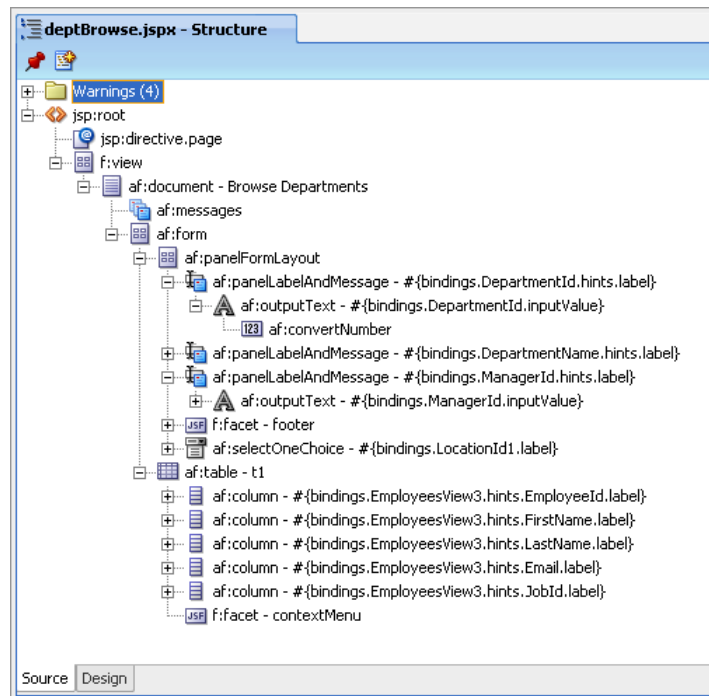 deptBrowse.jspx - Structure
Warnings (4)
jsp:root
jsp:directive.page
f:view
af:document - Browse Departments
af:messages
af:form
af:panelFormLayout
af:panelLabelAndMessage - #{bindings.DepartmentId.hints.label}
af:outputText - #{bindings.DepartmentId.inputValue}
123 af:convertNumber
af:panelLabelAndMessage - #{bindings.DepartmentName.hints.label}
af:panelLabelAndMessage - #{bindings.ManagerId.hints.label}
af:outputText - #{bindings.ManagerId.inputValue}
JSF f:facet - footer
af:selectOneChoice - #{bindings.LocationId1.label}
af:table - t1
af:column - #{bindings.EmployeesView3.hints.EmployeeId.label}
af:column - #{bindings.EmployeesView3.hints.FirstName.label}
af:column - #{bindings.EmployeesView3.hints.LastName.label}
af:column - #{bindings.EmployeesView3.hints.Email.label}
af:column - #{bindings.EmployeesView3.hints.JobId.label}
JSF f:facet - contextMenu
Source Design